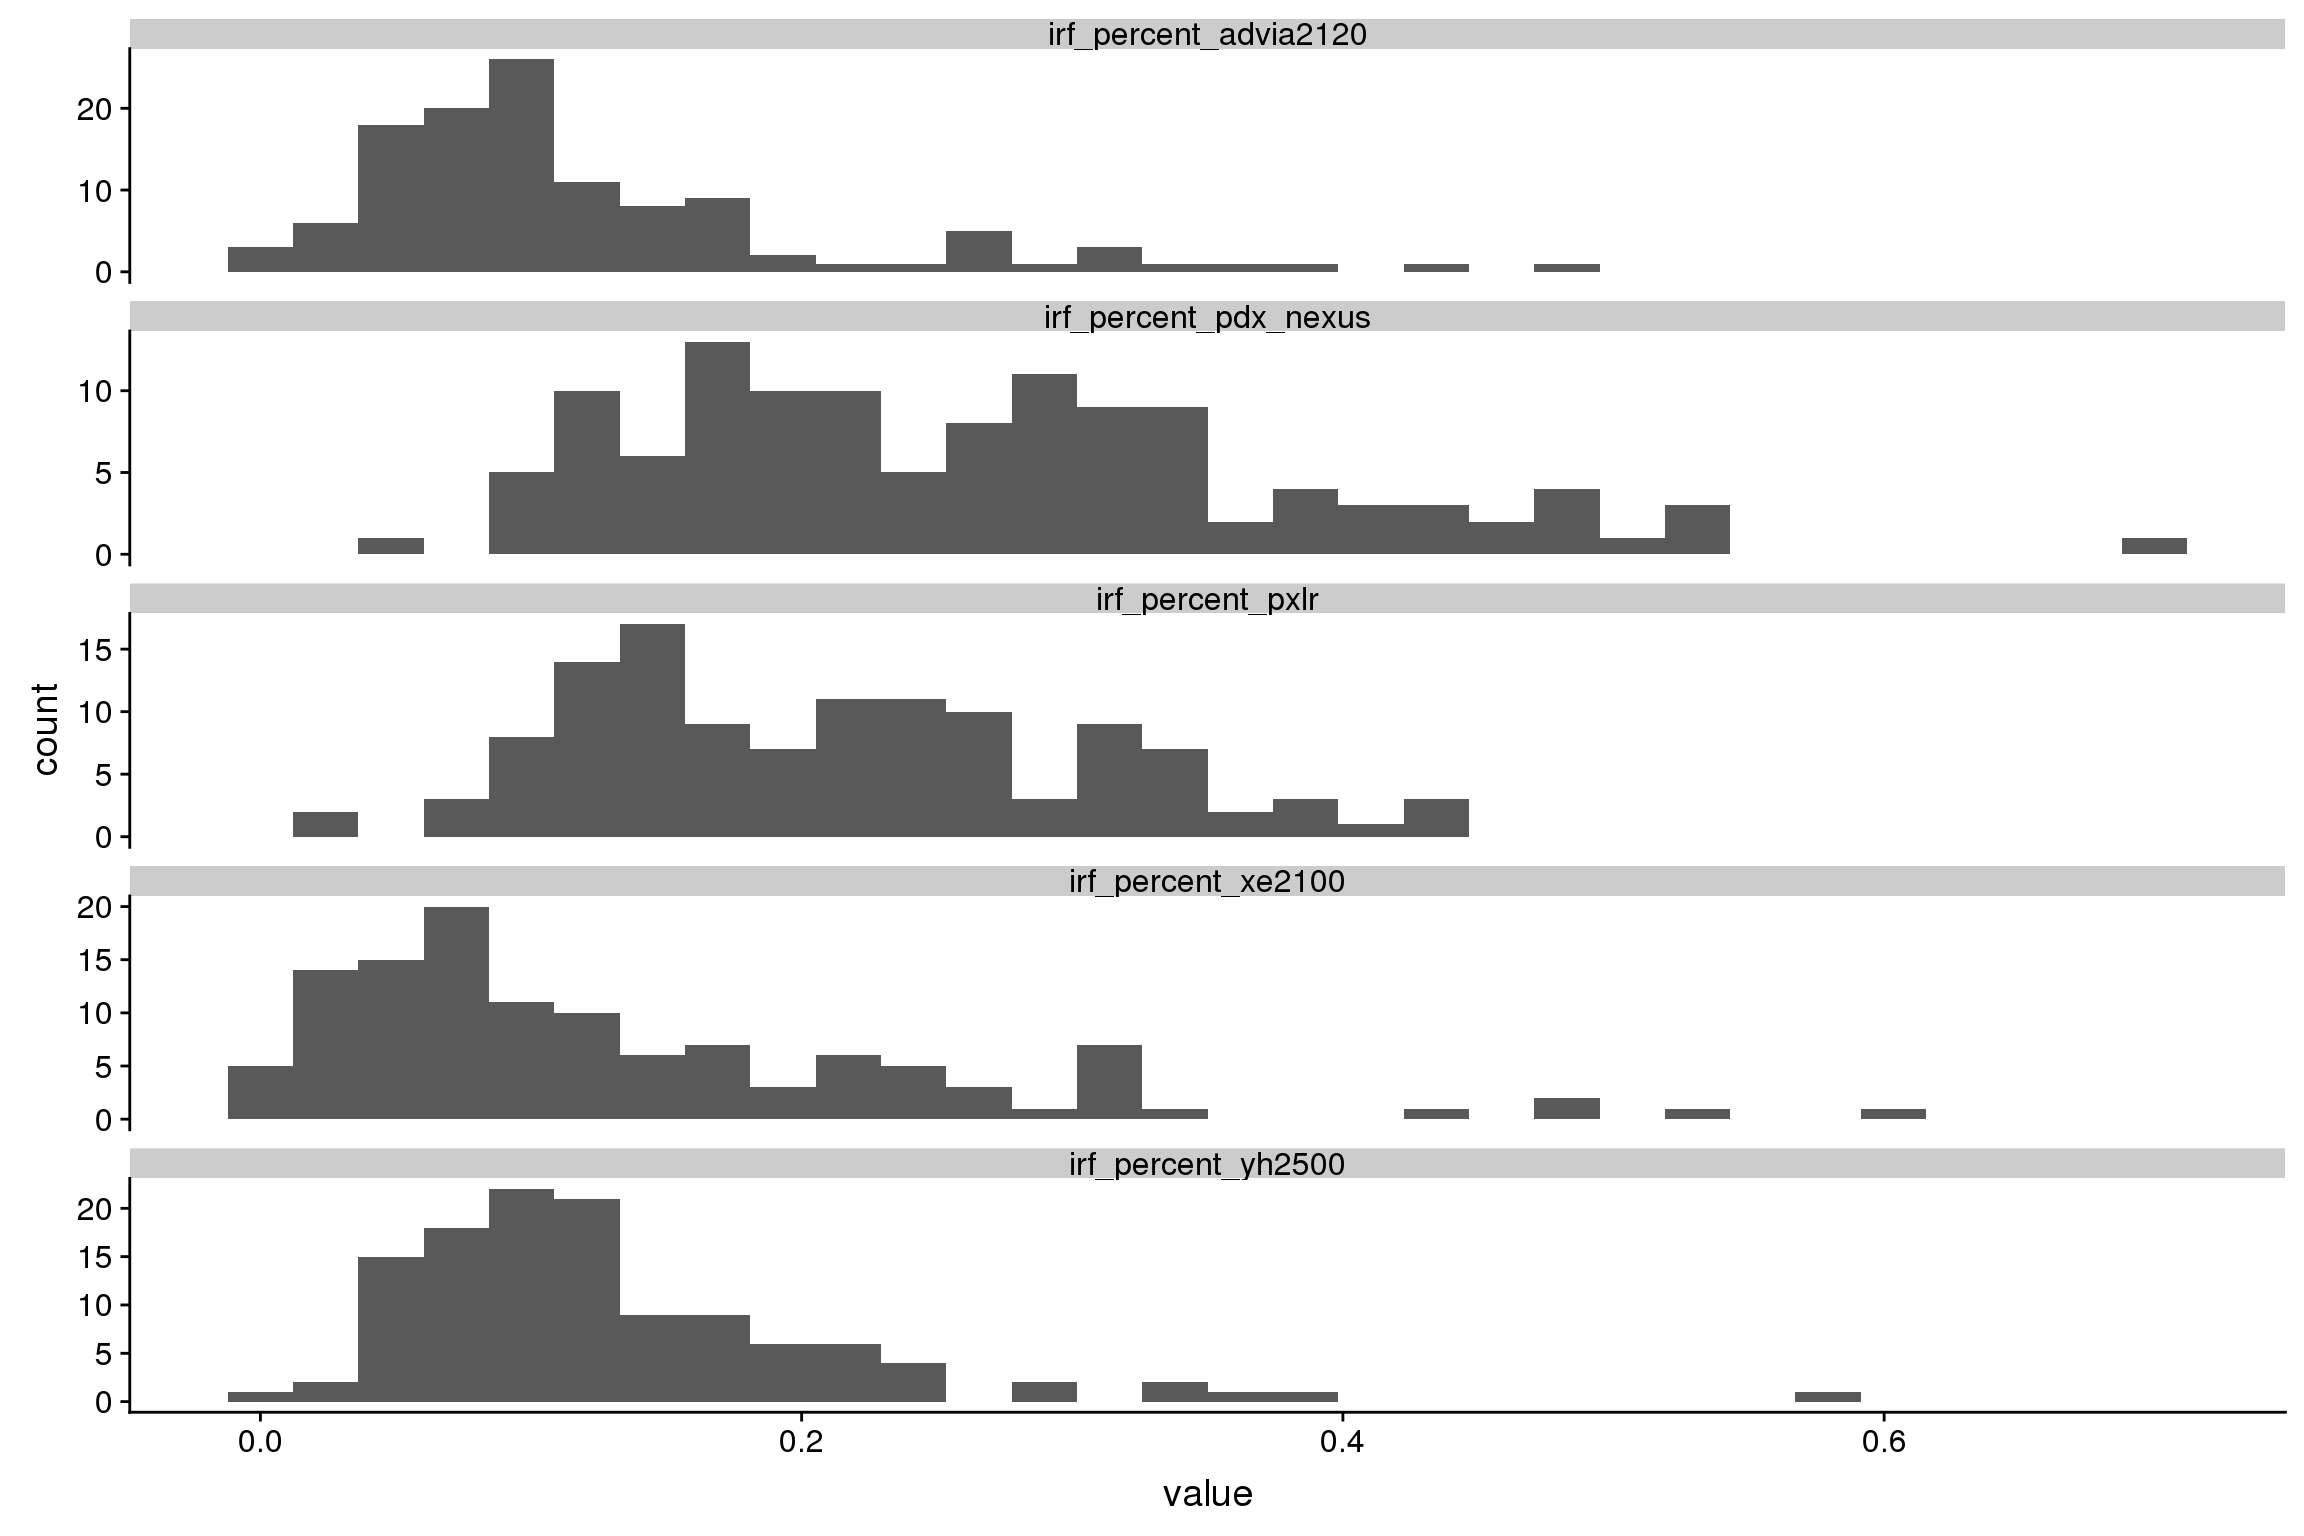 irf_percent_advia2120
20
10
0
irf_percent_pdx_nexus
10
5
0
irf_percent_pxlr
15
10
5
0
count
irf_percent_xe2100
20
15
10
5
0
irf_percent_yh2500
20
15
10
5
0
0.0 0.2 0.4 0.6
value